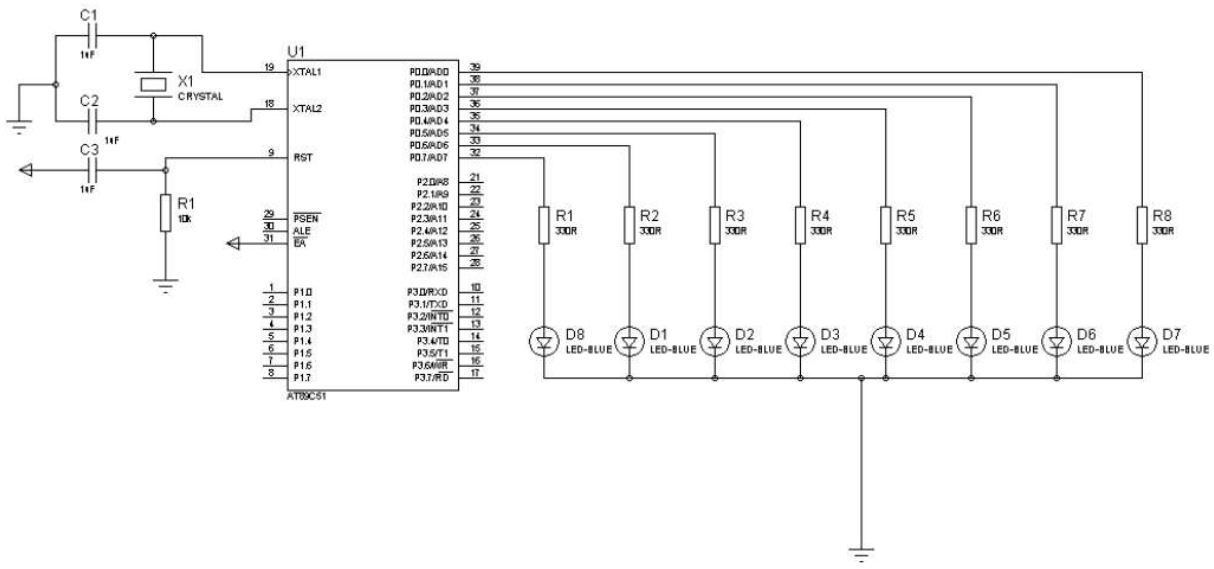 C1
1nF
X1
CRYSTAL
C2
1nF
C3
1nF
R1
10k
U1
19 XTAL1
18 XTAL2
9 RST
29 PSEN
30 ALE
31 EA
1 P1.0
2 P1.1
3 P1.2
4 P1.3
5 P1.4
6 P1.5
7 P1.6
8 P1.7
P0.0/AD0 39
P0.1/AD1 38
P0.2/AD2 37
P0.3/AD3 36
P0.4/AD4 35
P0.5/AD5 34
P0.6/AD6 33
P0.7/AD7 32
P2.0/A8 21
P2.1/A9 22
P2.2/A10 23
P2.3/A11 24
P2.4/A12 25
P2.5/A13 26
P2.6/A14 27
P2.7/A15 28
P3.0/RXD 10
P3.1/TXD 11
P3.2/INT0 12
P3.3/INT1 13
P3.4/T0 14
P3.5/T1 15
P3.6/WR 16
P3.7/RD 17
AT89C51
R1 R2 R3 R4 R5 R6 R7 R8
330R 330R 330R 330R 330R 330R 330R 330R
D8 D1 D2 D3 D4 D5 D6 D7
LED-BLUE LED-BLUE LED-BLUE LED-BLUE LED-BLUE LED-BLUE LED-BLUE LED-BLUE